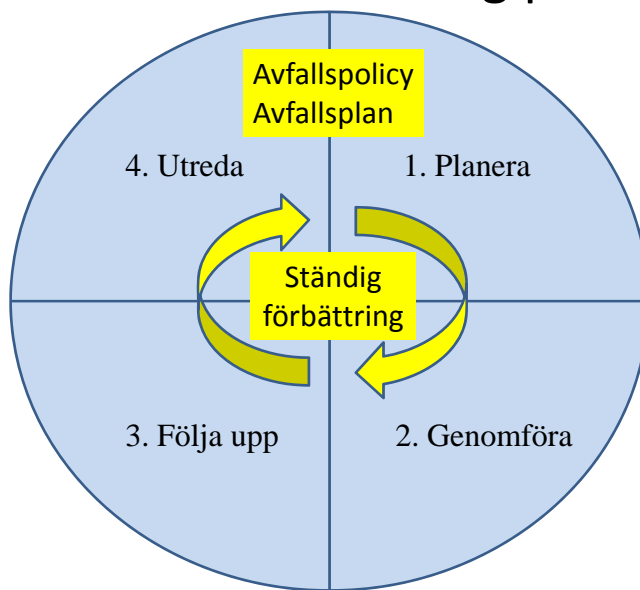 Avfallspolicy
Avfallsplan
4. Utreda
1. Planera
Ständig
förbättring
3. Följa upp
2. Genomföra